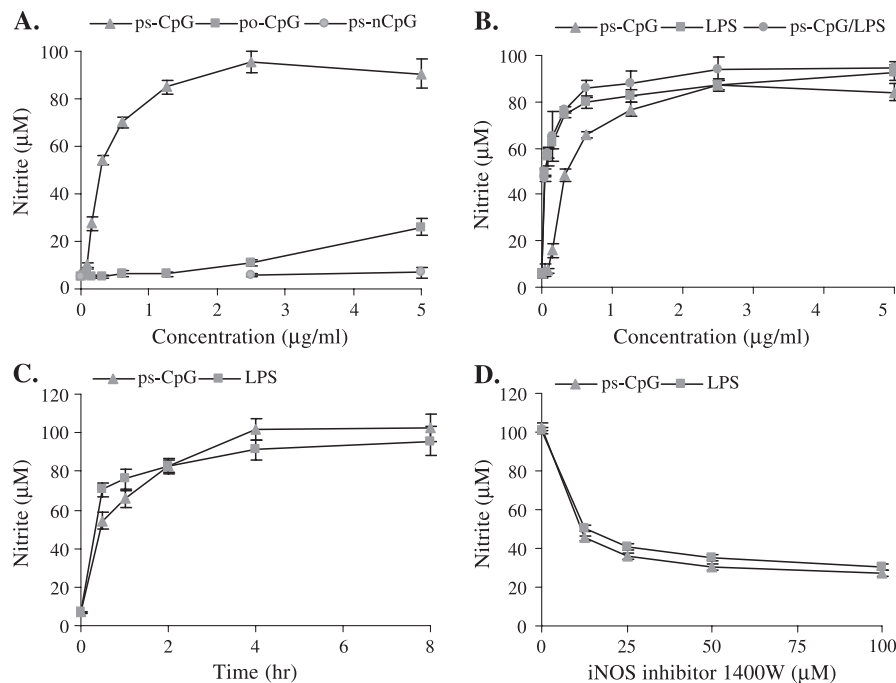 A.
ps-CpG po-CpG ps-nCpG
Nitrite (μM)
100
80
60
40
20
0
0 1 2 3 4 5
Concentration (μg/ml)
B.
ps-CpG LPS ps-CpG/LPS
Nitrite (μM)
100
80
60
40
20
0
0 1 2 3 4 5
Concentration (μg/ml)
C.
ps-CpG LPS
Nitrite (μM)
120
100
80
60
40
20
0
0 2 4 6 8
Time (hr)
D.
ps-CpG LPS
Nitrite (μM)
120
100
80
60
40
20
0
0 25 50 75 100
iNOS inhibitor 1400W (μM)